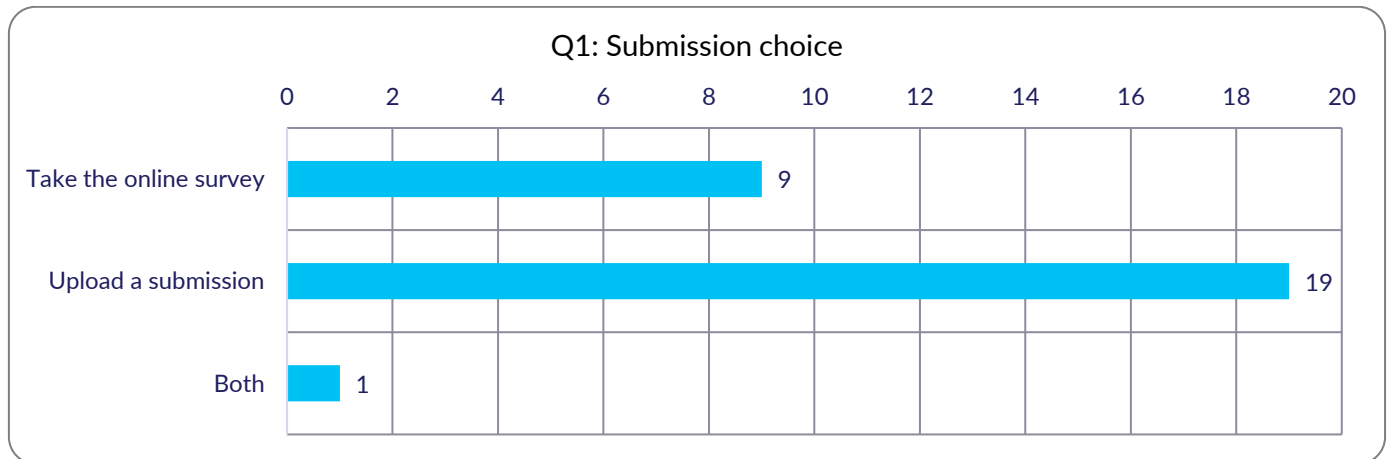 Q1: Submission choice
0 2 4 6 8 10 12 14 16 18 20
Take the online survey 9
Upload a submission 19
Both 1